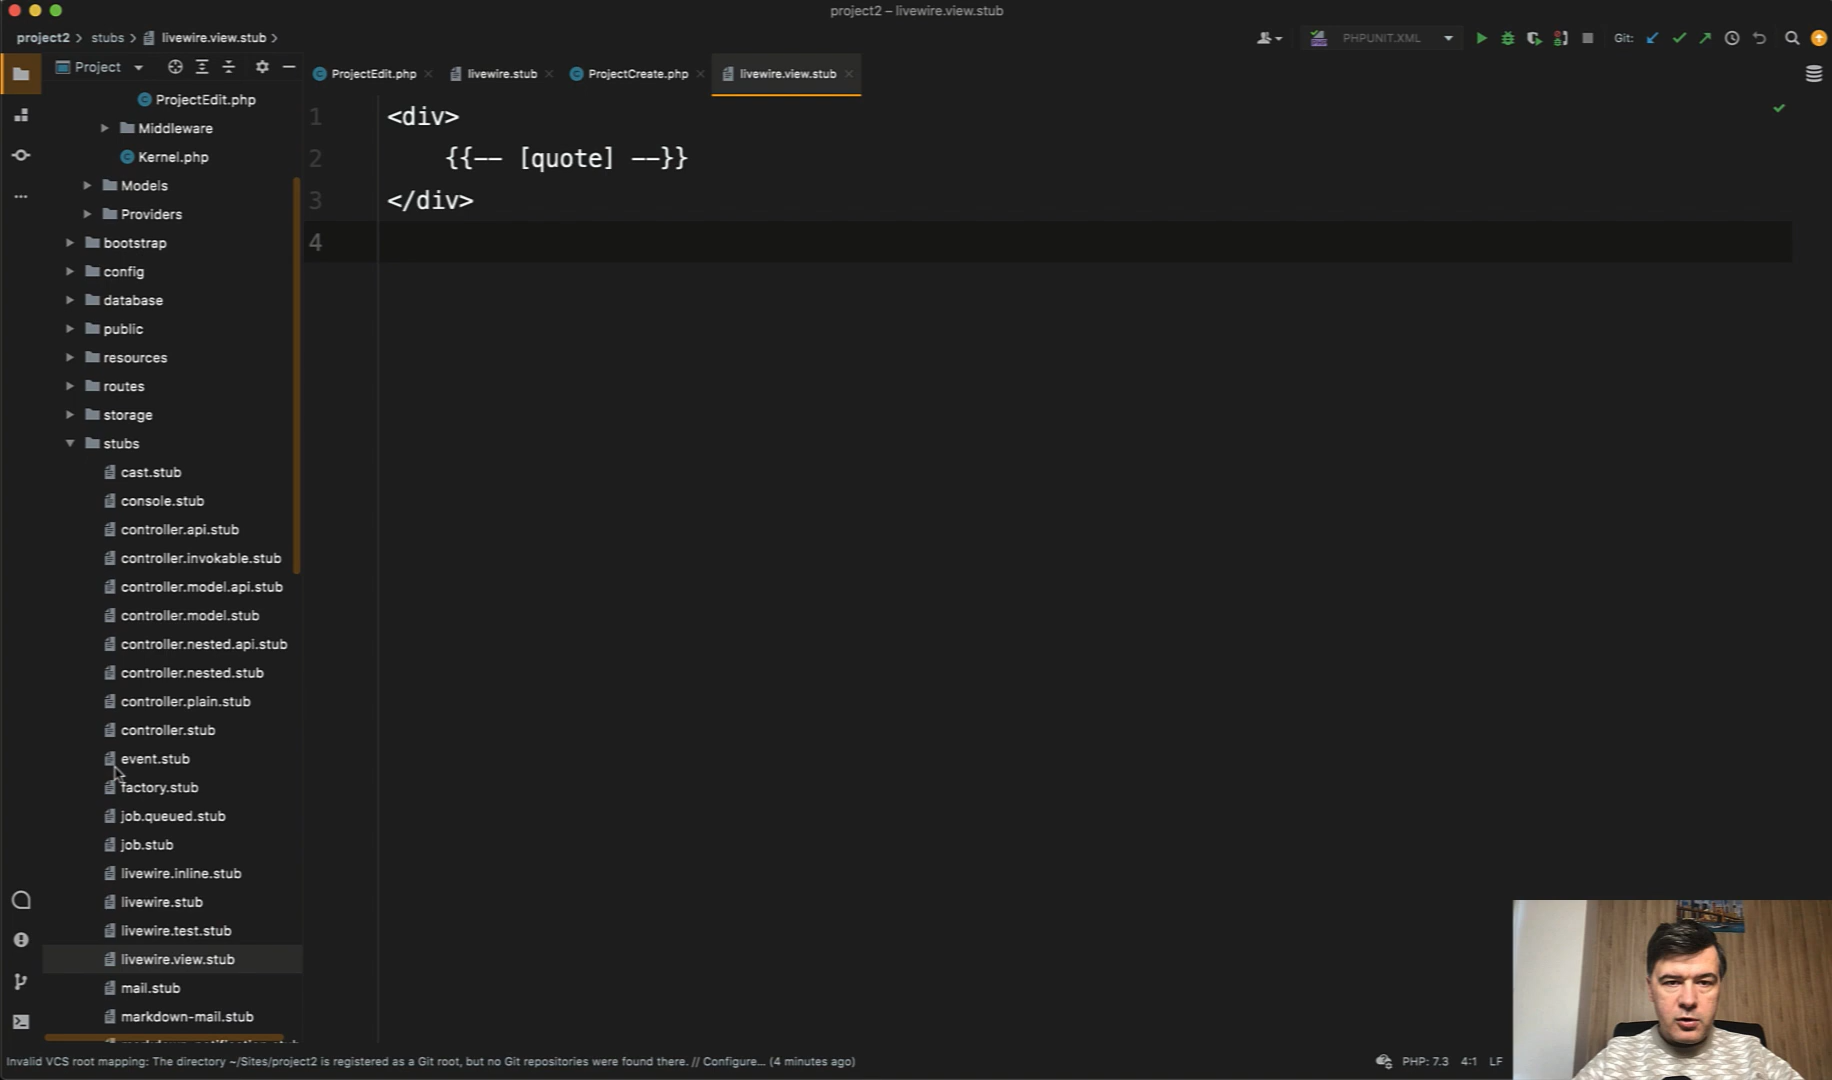 project2 – livewire.view.stub
project2 > stubs > livewire.view.stub >
PHPUNIT.XML
Git:
Project
ProjectEdit.php
livewire.stub
ProjectCreate.php
livewire.view.stub
ProjectEdit.php
Middleware
Kernel.php
Models
Providers
bootstrap
config
database
public
resources
routes
storage
stubs
cast.stub
console.stub
controller.api.stub
controller.invokable.stub
controller.model.api.stub
controller.model.stub
controller.nested.api.stub
controller.nested.stub
controller.plain.stub
controller.stub
event.stub
factory.stub
job.queued.stub
job.stub
livewire.inline.stub
livewire.stub
livewire.test.stub
livewire.view.stub
mail.stub
markdown-mail.stub
1 <div>
2 {{-- [quote] --}}
3 </div>
4
Invalid VCS root mapping: The directory ~/Sites/project2 is registered as a Git root, but no Git repositories were found there. // Configure... (4 minutes ago)
PHP: 7.3 4:1 LF